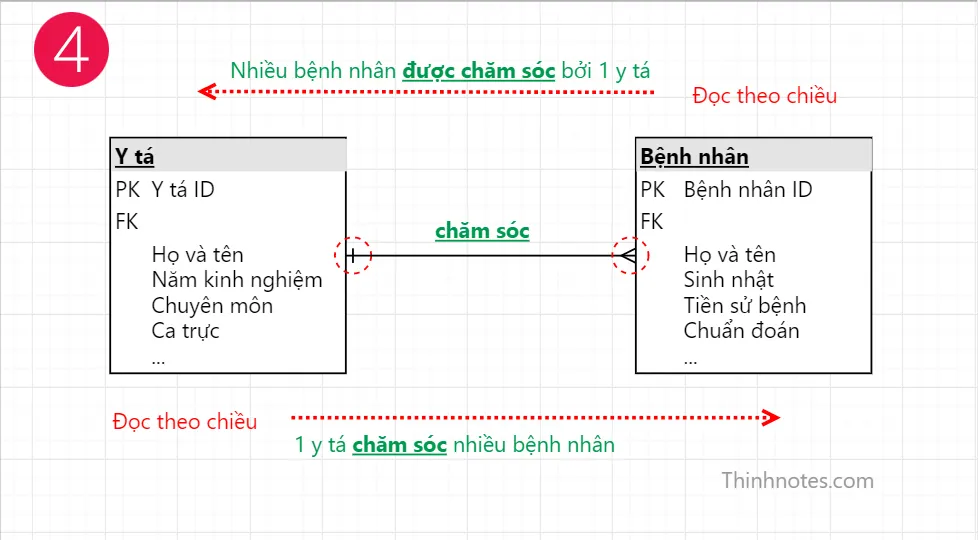 4
Nhiều bệnh nhân được chăm sóc bởi 1 y tá
Đọc theo chiều
Y tá
PK Y tá ID
FK
Họ và tên
Năm kinh nghiệm
Chuyên môn
Ca trực
...
chăm sóc
Bệnh nhân
PK Bệnh nhân ID
FK
Họ và tên
Sinh nhật
Tiền sử bệnh
Chuẩn đoán
...
Đọc theo chiều
1 y tá chăm sóc nhiều bệnh nhân
Thinhnotes.com